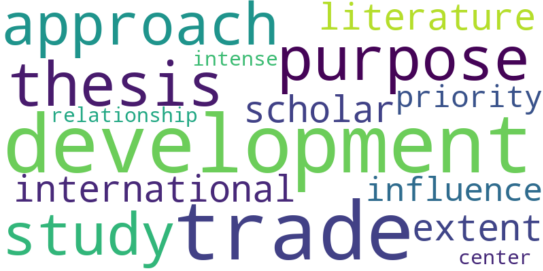 approach literature
intense purpose
thesis scholar priority
relationship
development
international influence
study trade extent
center